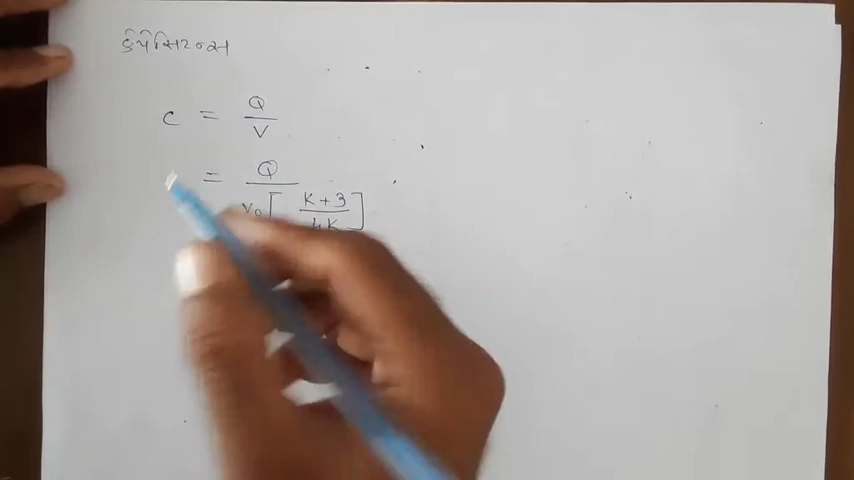 કેપેસિટન્સ
c = Q / V
= Q / V₀ [ K + 3 / 4K ]